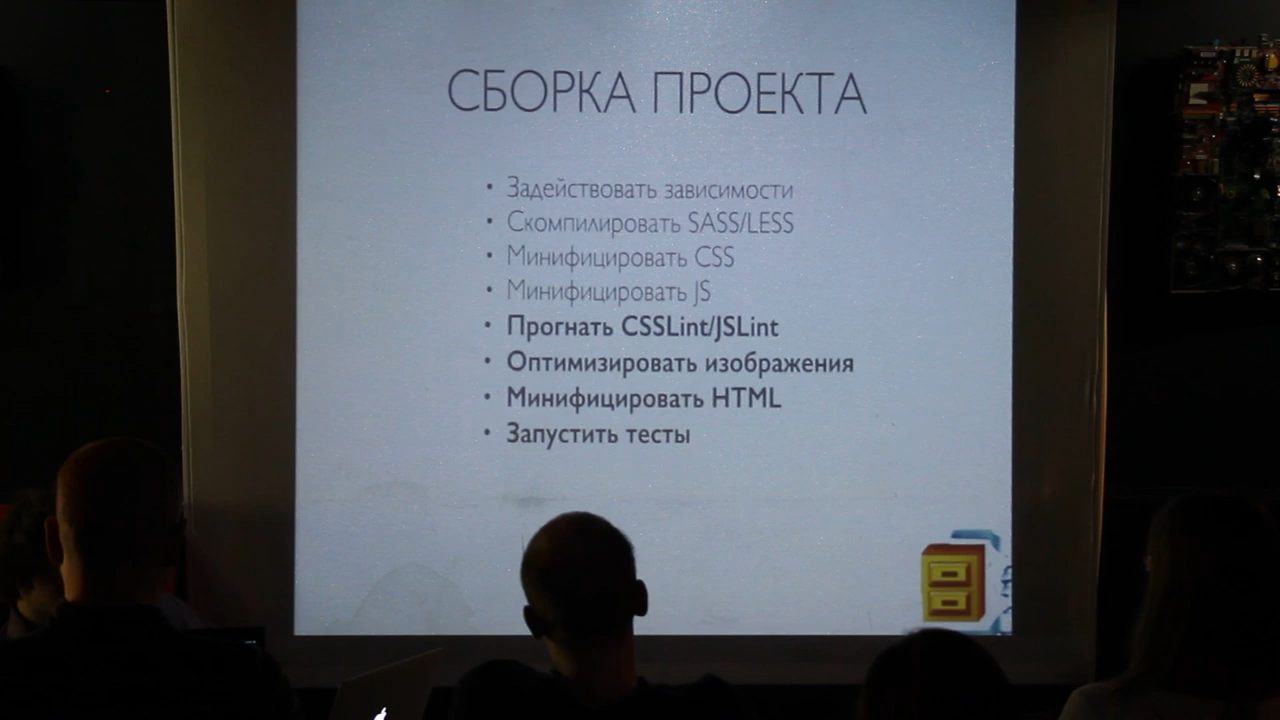 СБОРКА ПРОЕКТА
• Задействовать зависимости
• Скомпилировать SASS/LESS
• Минифицировать CSS
• Минифицировать JS
• Прогнать CSSLint/JSLint
• Оптимизировать изображения
• Минифицировать HTML
• Запустить тесты